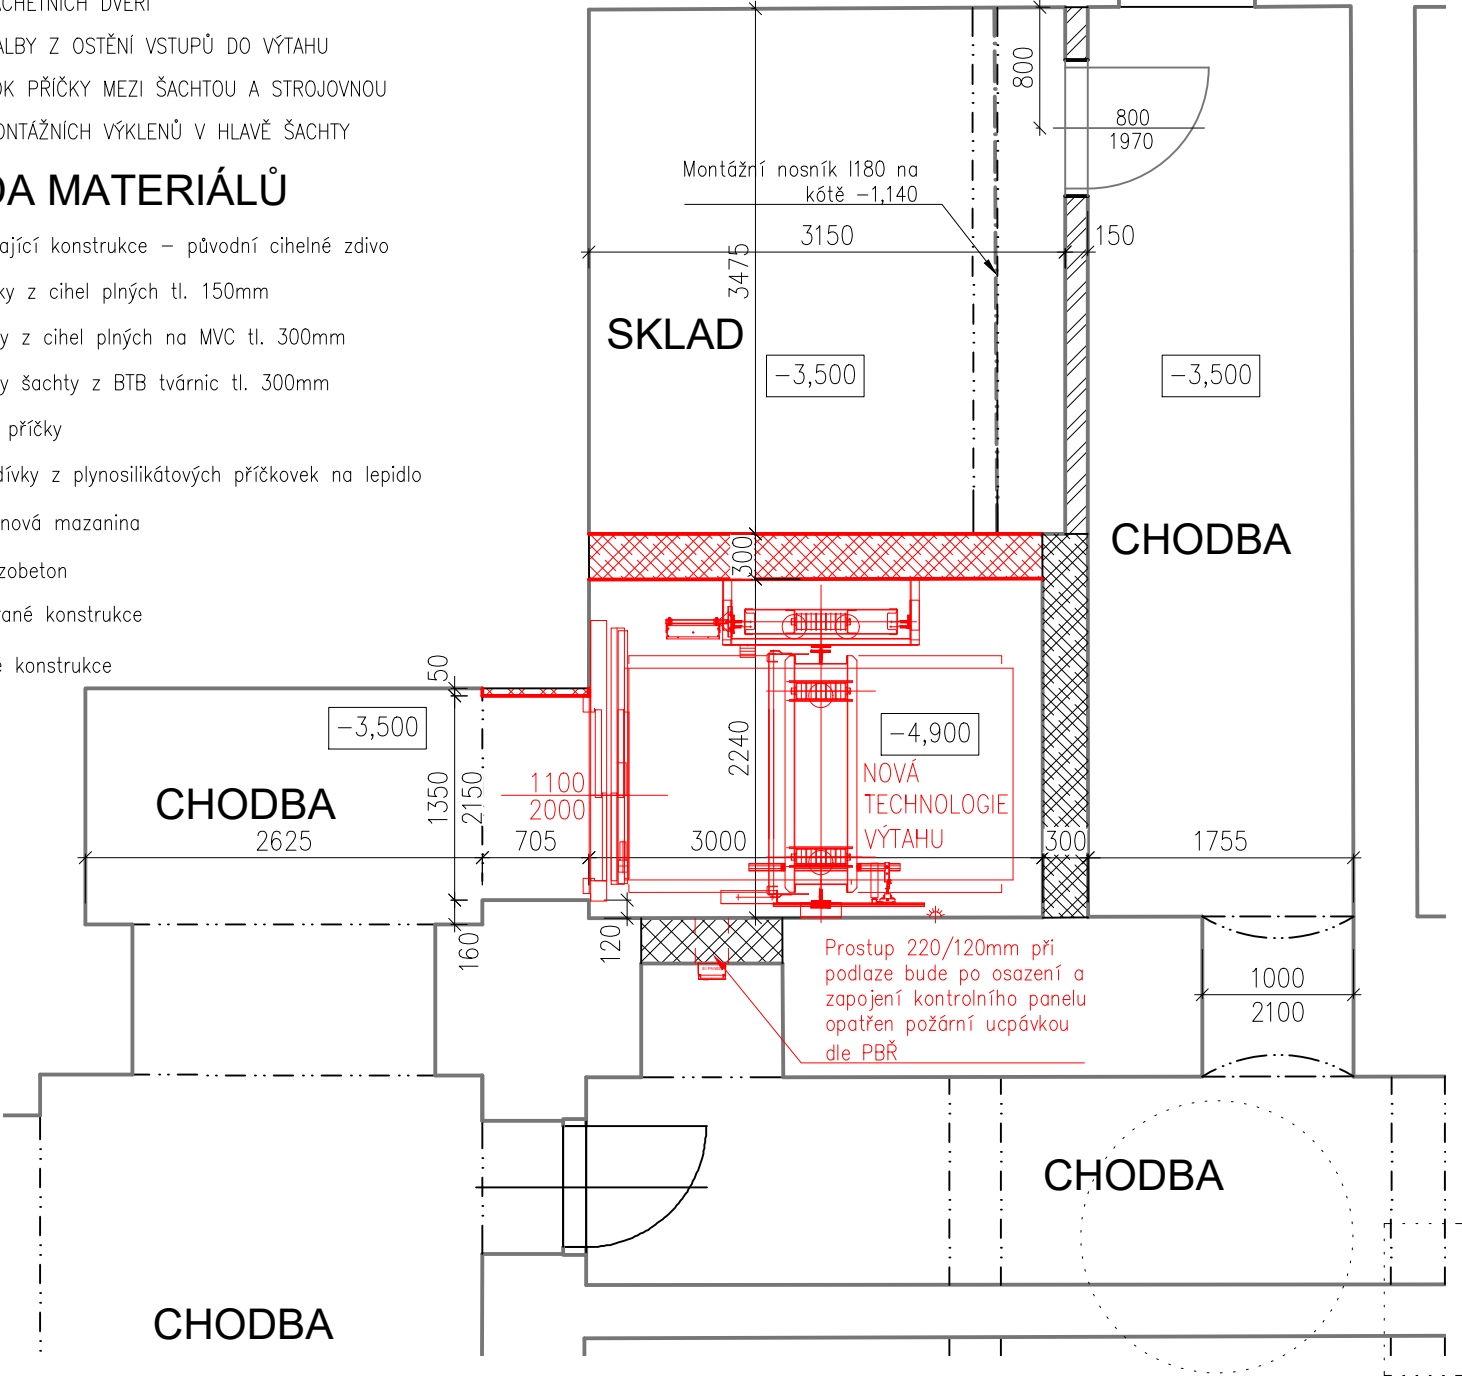 ACHETNÍCH DVEŘÍ
ALBY Z OSTĚNÍ VSTUPŮ DO VÝTAHU
OK PŘÍČKY MEZI ŠACHTOU A STROJOVNOU
ONTÁŽNÍCH VÝKLENŮ V HLAVĚ ŠACHTY
DA MATERIÁLŮ
ající konstrukce – původní cihelné zdivo
ky z cihel plných tl. 150mm
y z cihel plných na MVC tl. 300mm
y šachty z BTB tvárnic tl. 300mm
příčky
dívky z plynosilikátových příčkovek na lepidlo
nová mazanina
zobeton
rané konstrukce
é konstrukce
800
800
1970
Montážní nosník I180 na
kótě –1,140
3150
150
3475
SKLAD
–3,500
–3,500
CHODBA
300
50
–3,500
2240
–4,900
NOVÁ
TECHNOLOGIE
VÝTAHU
1100
2000
1350
2150
CHODBA
2625
705
3000
300
1755
160
120
Prostup 220/120mm při
podlaze bude po osazení a
zapojení kontrolního panelu
opatřen požární ucpávkou
dle PBŘ
1000
2100
CHODBA
CHODBA